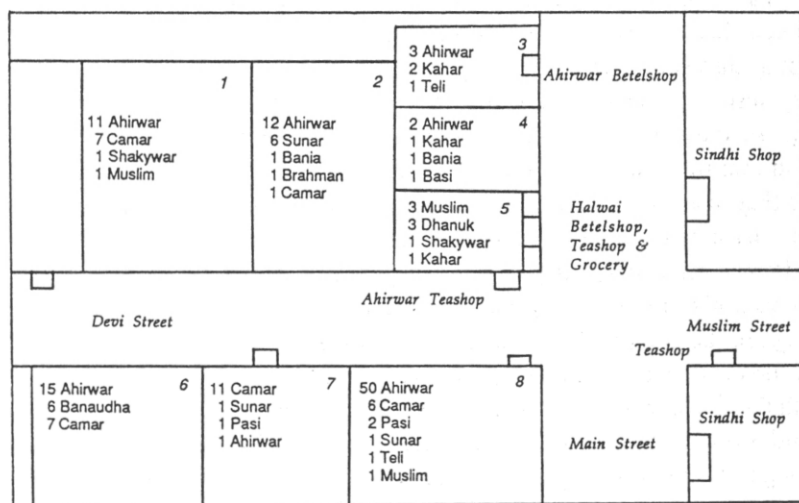 1
11 Ahirwar
7 Camar
1 Shakywar
1 Muslim
2
12 Ahirwar
6 Sunar
1 Bania
1 Brahman
1 Camar
3
3 Ahirwar
2 Kahar
1 Teli
4
2 Ahirwar
1 Kahar
1 Bania
1 Basi
5
3 Muslim
3 Dhanuk
1 Shakywar
1 Kahar
Ahirwar Betelshop
Sindhi Shop
Halwai
Betelshop,
Teashop &
Grocery
Ahirwar Teashop
Devi Street
Muslim Street
Teashop
6
15 Ahirwar
6 Banaudha
7 Camar
7
11 Camar
1 Sunar
1 Pasi
1 Ahirwar
8
50 Ahirwar
6 Camar
2 Pasi
1 Sunar
1 Teli
1 Muslim
Main Street
Sindhi Shop